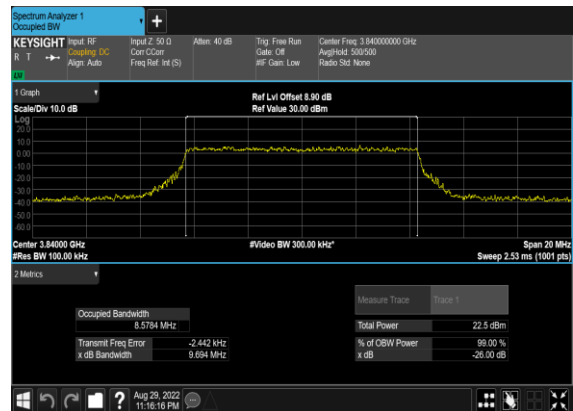 Spectrum Analyzer 1
Occupied BW
+
KEYSIGHT Input: RF Input Z: 50 Ω Atten: 40 dB Trig: Free Run Center Freq: 3.840000000 GHz
R T Coupling: DC Corr CCorr Gate: Off Avg|Hold: 500/500
Align: Auto Freq Ref: Int (S) #IF Gain: Low Radio Std: None
1 Graph
Ref Lvl Offset 8.90 dB
Scale/Div 10.0 dB Ref Value 30.00 dBm
Log
20.0
10.0
0.00
-10.0
-20.0
-30.0
-40.0
-50.0
-60.0
Center 3.84000 GHz #Video BW 300.00 kHz* Span 20 MHz
#Res BW 100.00 kHz Sweep 2.53 ms (1001 pts)
2 Metrics
Measure Trace Trace 1
Occupied Bandwidth
8.5784 MHz Total Power 22.5 dBm
Transmit Freq Error -2.442 kHz % of OBW Power 99.00 %
x dB Bandwidth 9.694 MHz x dB -26.00 dB
? Aug 29, 2022
11:16:16 PM